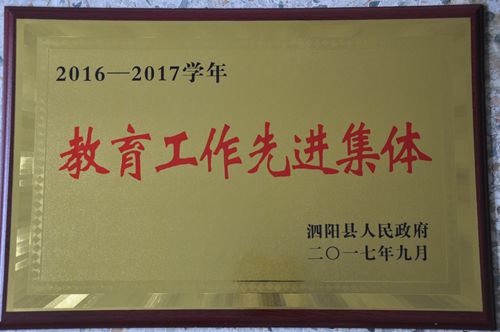 2016—2017学年
教育工作先进集体
泗阳县人民政府
二〇一七年九月